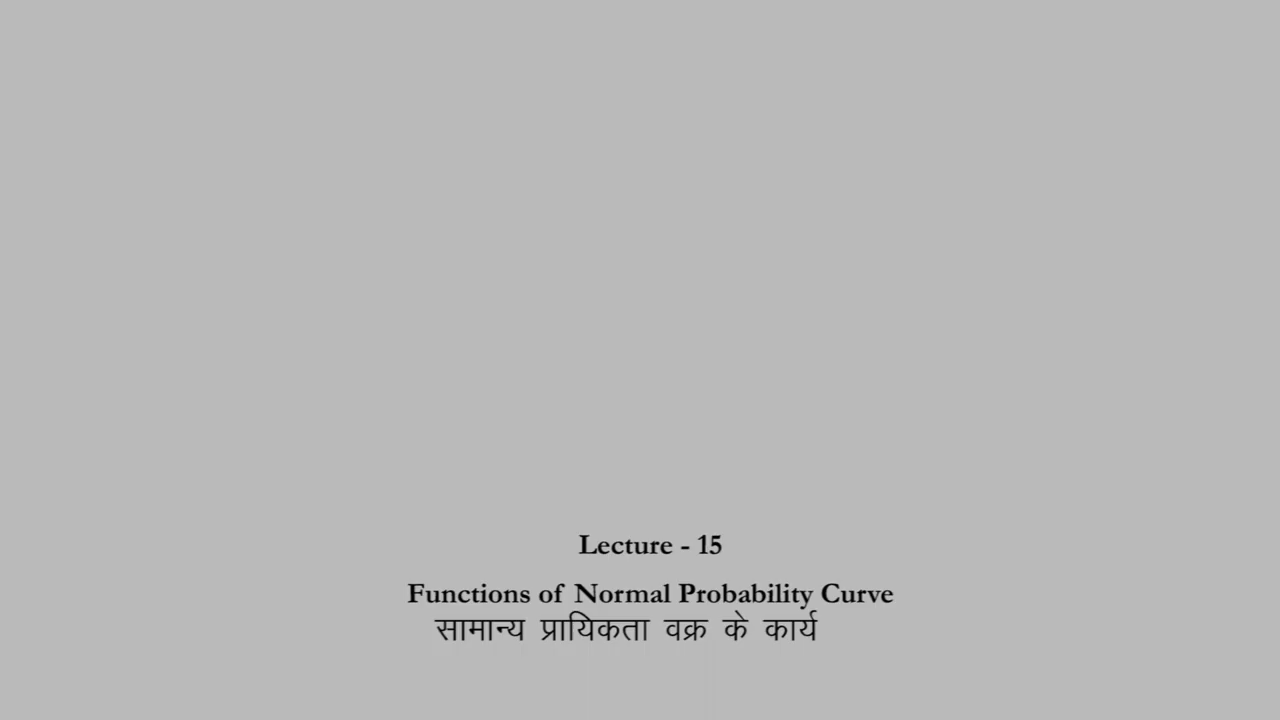 Lecture - 15
Functions of Normal Probability Curve
सामान्य प्रायिकता वक्र के कार्य